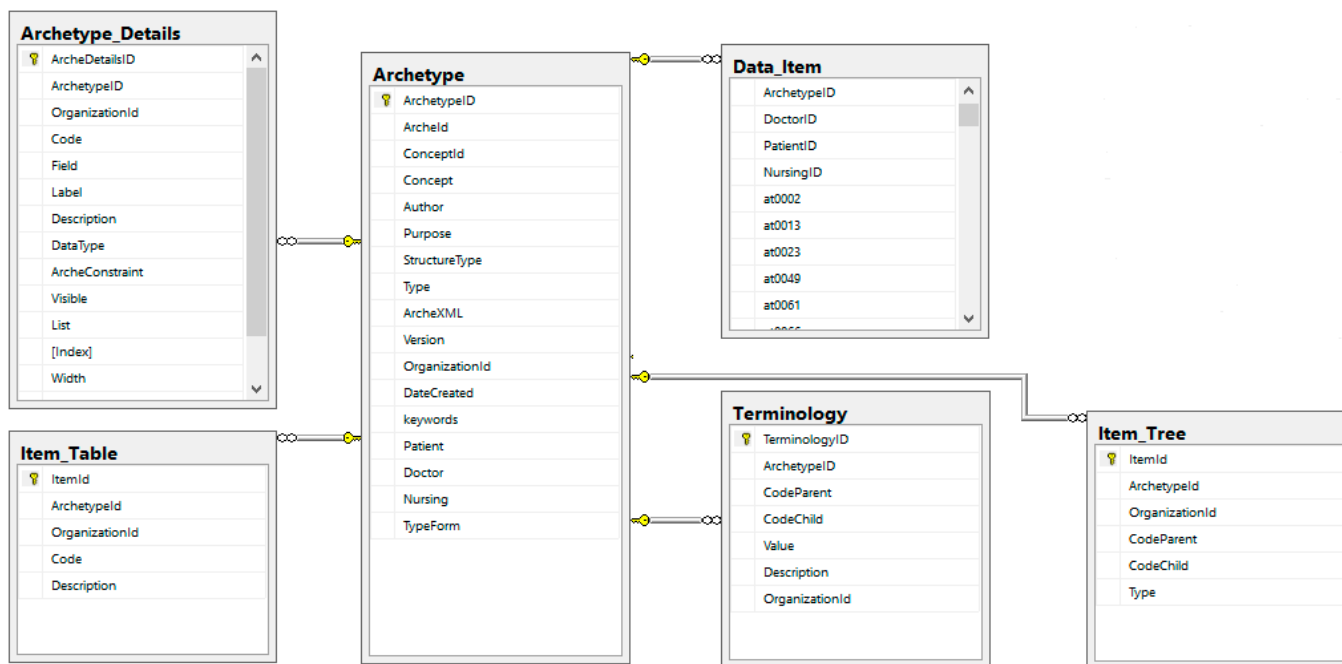 Archetype_Details
ArcheDetailsID
ArchetypeID
OrganizationId
Code
Field
Label
Description
DataType
ArcheConstraint
Visible
List
[Index]
Width
Item_Table
ItemId
ArchetypeId
OrganizationId
Code
Description
Archetype
ArchetypeID
ArcheId
ConceptId
Concept
Author
Purpose
StructureType
Type
ArcheXML
Version
OrganizationId
DateCreated
keywords
Patient
Doctor
Nursing
TypeForm
Data_Item
ArchetypeID
DoctorID
PatientID
NursingID
at0002
at0013
at0023
at0049
at0061
Terminology
TerminologyID
ArchetypeID
CodeParent
CodeChild
Value
Description
OrganizationId
Item_Tree
ItemId
ArchetypeId
OrganizationId
CodeParent
CodeChild
Type